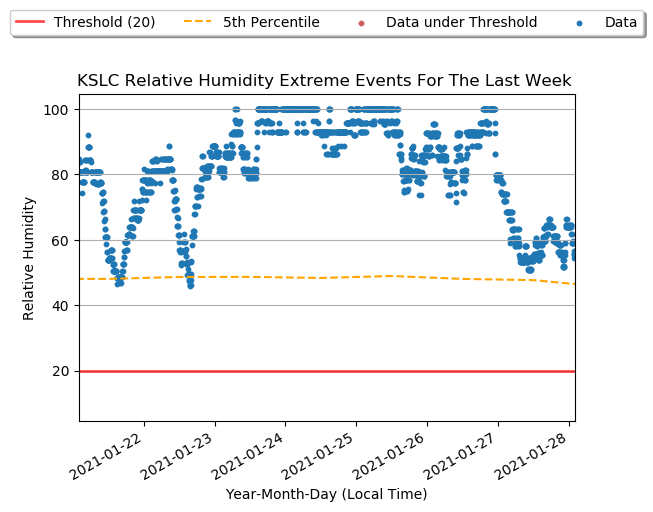 Threshold (20) 5th Percentile Data under Threshold Data
KSLC Relative Humidity Extreme Events For The Last Week
100
80
60
40
20
Relative Humidity
2021-01-22 2021-01-23 2021-01-24 2021-01-25 2021-01-26 2021-01-27 2021-01-28
Year-Month-Day (Local Time)